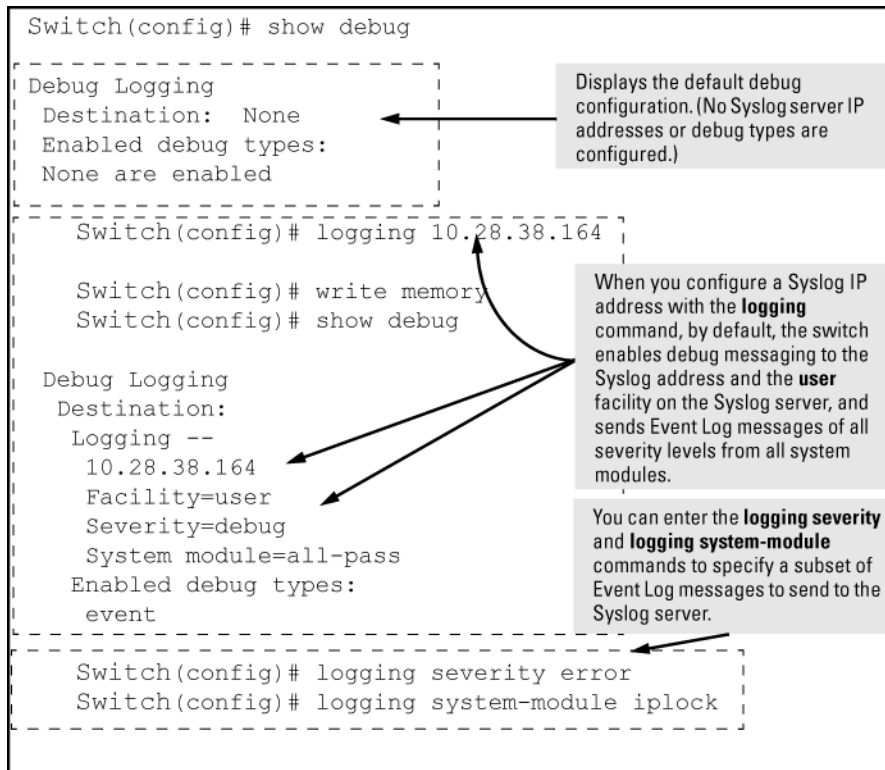 Switch(config)# show debug
Debug Logging
Destination: None
Enabled debug types:
None are enabled
Displays the default debug
configuration. (No Syslog server IP
addresses or debug types are
configured.)
Switch(config)# logging 10.28.38.164
Switch(config)# write memory
Switch(config)# show debug
Debug Logging
Destination:
Logging --
10.28.38.164
Facility=user
Severity=debug
System module=all-pass
Enabled debug types:
event
When you configure a Syslog IP
address with the logging
command, by default, the switch
enables debug messaging to the
Syslog address and the user
facility on the Syslog server, and
sends Event Log messages of all
severity levels from all system
modules.
You can enter the logging severity
and logging system-module
commands to specify a subset of
Event Log messages to send to the
Syslog server.
Switch(config)# logging severity error
Switch(config)# logging system-module iplock